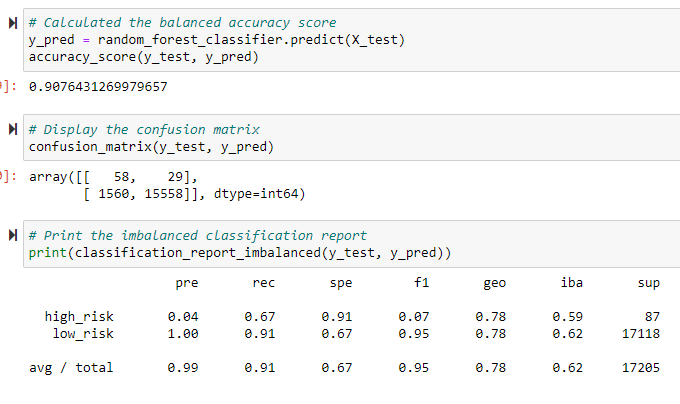 # Calculated the balanced accuracy score
y_pred = random_forest_classifier.predict(X_test)
accuracy_score(y_test, y_pred)
]: 0.9076431269979657
# Display the confusion matrix
confusion_matrix(y_test, y_pred)
]: array([[   58,    29],
       [ 1560, 15558]], dtype=int64)
# Print the imbalanced classification report
print(classification_report_imbalanced(y_test, y_pred))
pre rec spe f1 geo iba sup
high_risk 0.04 0.67 0.91 0.07 0.78 0.59 87
low_risk 1.00 0.91 0.67 0.95 0.78 0.62 17118
avg / total 0.99 0.91 0.67 0.95 0.78 0.62 17205